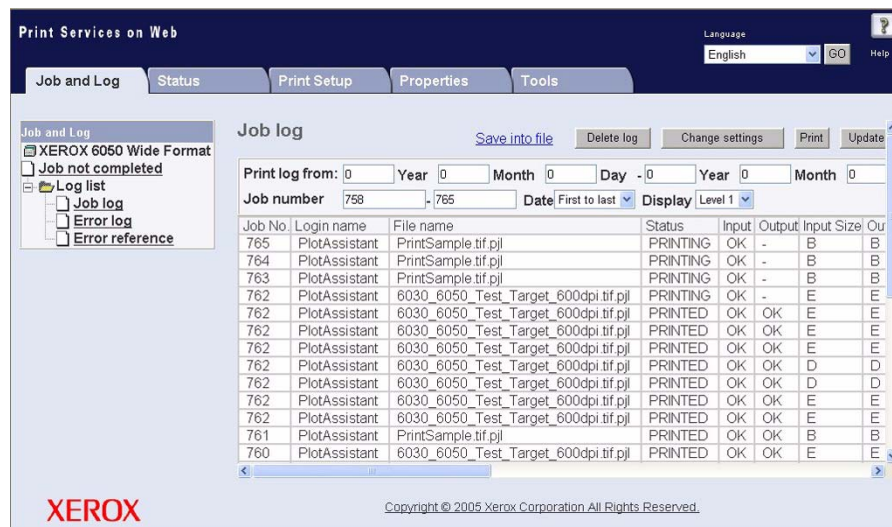 Print Services on Web
Language
English GO Help
Job and Log Status Print Setup Properties Tools
Job and Log
XEROX 6050 Wide Format
Job not completed
Log list
Job log
Error log
Error reference
Job log
Save into file Delete log Change settings Print Update
Print log from: 0 Year 0 Month 0 Day - 0 Year 0 Month 0
Job number 758 - 765 Date First to last Display Level 1
Job No. Login name File name Status Input Output Input Size Ou
765 PlotAssistant PrintSample.tif.pjl PRINTING OK - B B
764 PlotAssistant PrintSample.tif.pjl PRINTING OK - B B
763 PlotAssistant PrintSample.tif.pjl PRINTING OK - B B
762 PlotAssistant 6030_6050_Test_Target_600dpi.tif.pjl PRINTING OK - E E
762 PlotAssistant 6030_6050_Test_Target_600dpi.tif.pjl PRINTED OK OK E E
762 PlotAssistant 6030_6050_Test_Target_600dpi.tif.pjl PRINTED OK OK E E
762 PlotAssistant 6030_6050_Test_Target_600dpi.tif.pjl PRINTED OK OK E E
762 PlotAssistant 6030_6050_Test_Target_600dpi.tif.pjl PRINTED OK OK D D
762 PlotAssistant 6030_6050_Test_Target_600dpi.tif.pjl PRINTED OK OK D D
762 PlotAssistant 6030_6050_Test_Target_600dpi.tif.pjl PRINTED OK OK E E
762 PlotAssistant 6030_6050_Test_Target_600dpi.tif.pjl PRINTED OK OK E E
761 PlotAssistant PrintSample.tif.pjl PRINTED OK OK B B
760 PlotAssistant 6030_6050_Test_Target_600dpi.tif.pjl PRINTED OK OK E E
XEROX
Copyright © 2005 Xerox Corporation All Rights Reserved.